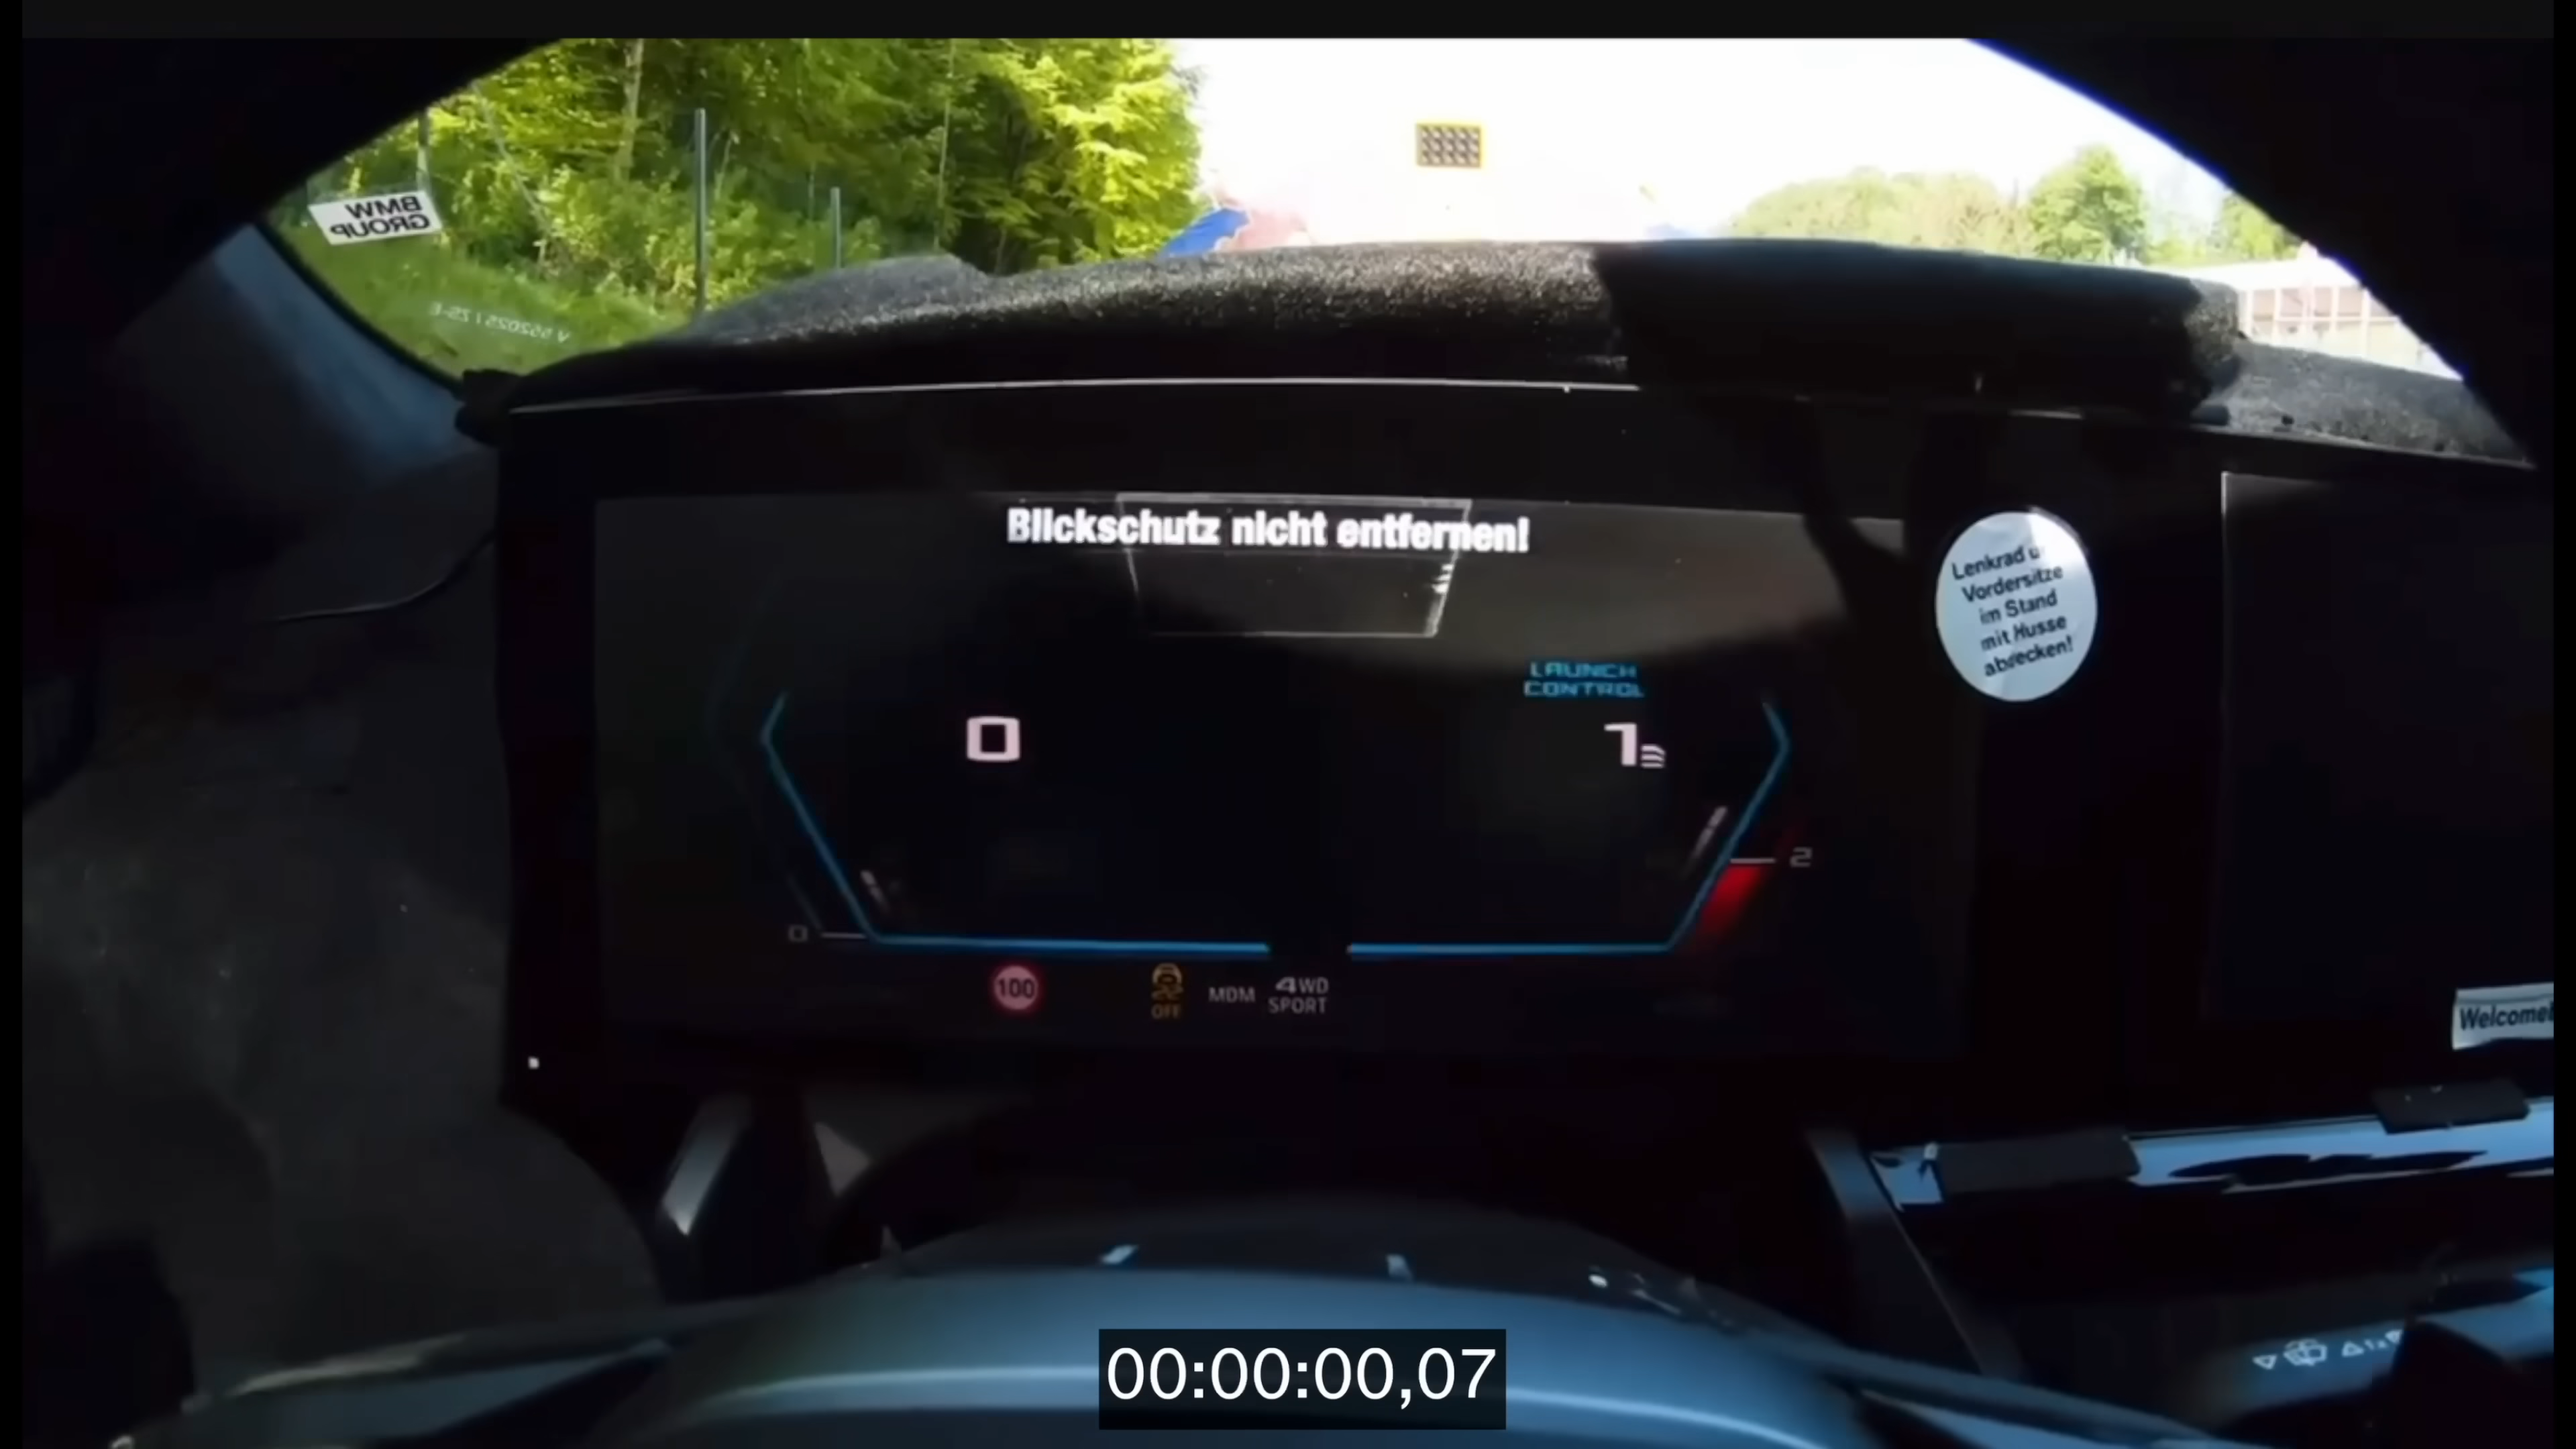 BMW
GROUP
Blickschutz nicht entfernen!
Lenkrad u
Vordersitze
im Stand
mit Husse
abdecken!
LAUNCH
CONTROL
0
1
2
0
100
OFF
MDM
4WD
SPORT
Welcome
00:00:00,07